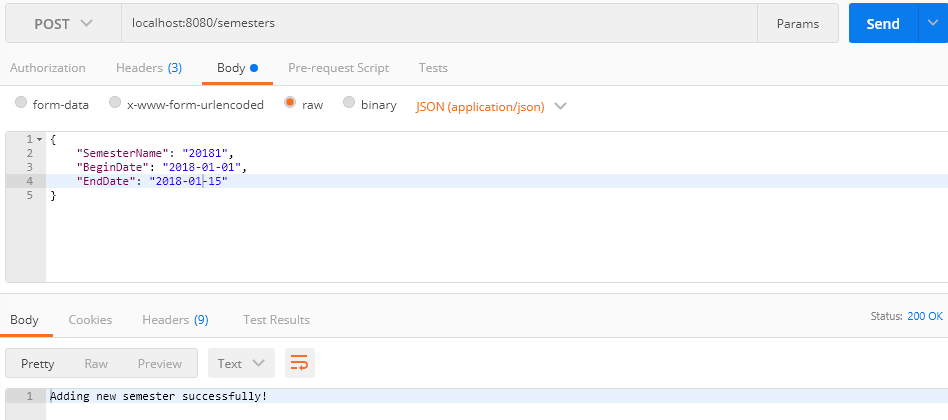 POST localhost:8080/semesters Params Send
Authorization Headers (3) Body Pre-request Script Tests
form-data x-www-form-urlencoded raw binary JSON (application/json)
1 {
2 "SemesterName": "20181",
3 "BeginDate": "2018-01-01",
4 "EndDate": "2018-01-15"
5 }
Body Cookies Headers (9) Test Results Status: 200 OK
Pretty Raw Preview Text
1 Adding new semester successfully!